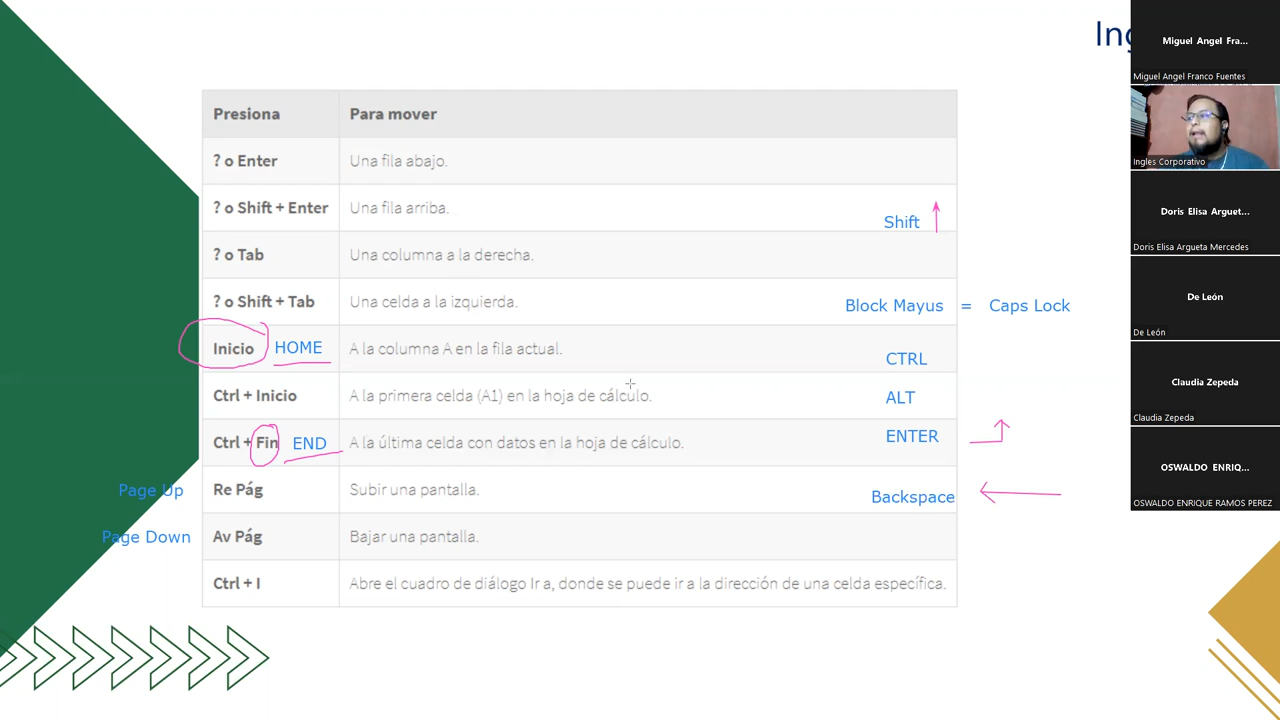 Presiona Para mover
? o Enter Una fila abajo.
? o Shift + Enter Una fila arriba.
Shift
? o Tab Una columna a la derecha.
? o Shift + Tab Una celda a la izquierda.
Block Mayus = Caps Lock
Inicio HOME A la columna A en la fila actual.
CTRL
Ctrl + Inicio A la primera celda (A1) en la hoja de cálculo.
ALT
Ctrl + Fin END A la última celda con datos en la hoja de cálculo.
ENTER
Page Up Re Pág Subir una pantalla.
Backspace
Page Down Av Pág Bajar una pantalla.
Ctrl + I Abre el cuadro de diálogo Ir a, donde se puede ir a la dirección de una celda específica.
Miguel Angel Fra...
Miguel Angel Franco Fuentes
Ingles Corporativo
Doris Elisa Arguet...
Doris Elisa Argueta Mercedes
De León
De León
Claudia Zepeda
Claudia Zepeda
OSWALDO ENRIQ...
OSWALDO ENRIQUE RAMOS PEREZ